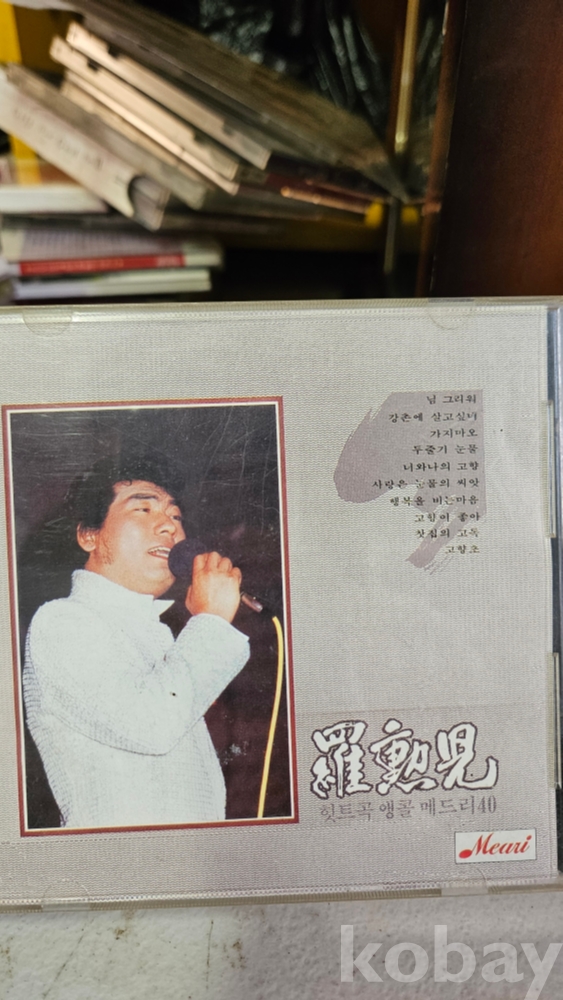 님 그리워
강촌에 살고싶네
가지마오
두줄기 눈물
너와나의 고향
사랑은 눈물의 씨앗
행복을 비는마음
고향이 좋아
찻집의 고독
고향초
羅勲児
힛트곡 앵콜 메드리40
Meari
kobay